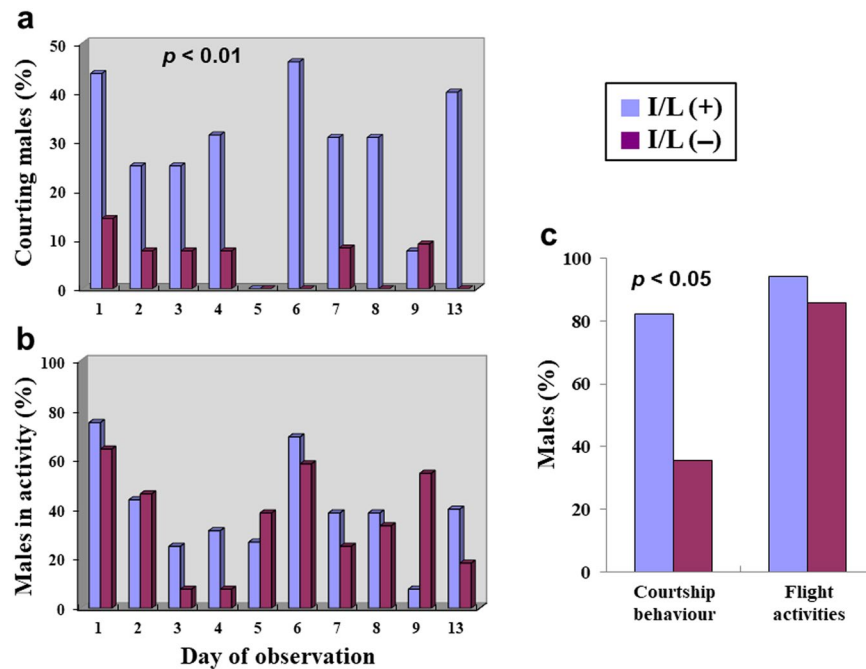 a
p < 0.01
Courting males (%)
50
40
30
20
10
0
1 2 3 4 5 6 7 8 9 13
b
Males in activity (%)
100
80
60
40
20
0
1 2 3 4 5 6 7 8 9 13
Day of observation
I/L (+)
I/L (–)
c
p < 0.05
Males (%)
100
80
60
40
20
0
Courtship Flight
behaviour activities